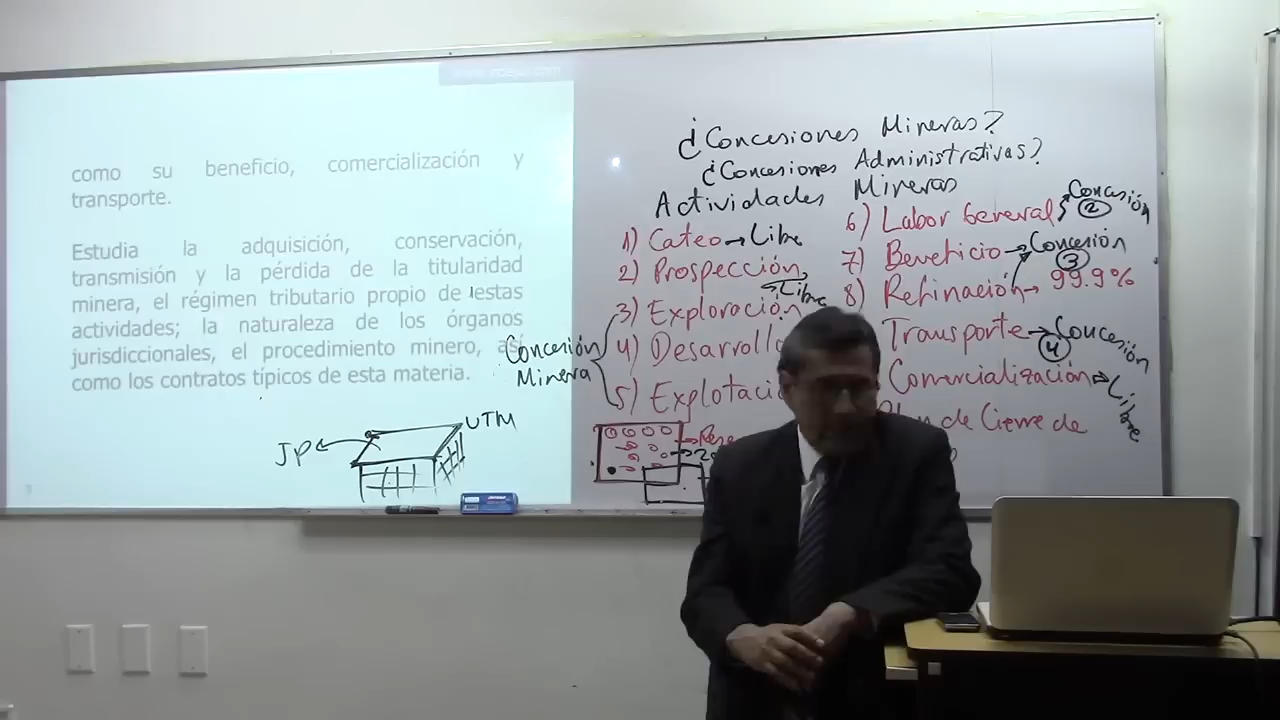 como su beneficio, comercialización y
transporte.
Estudia la adquisición, conservación,
transmisión y la pérdida de la titularidad
minera, el régimen tributario propio de estas
actividades; la naturaleza de los órganos
jurisdiccionales, el procedimiento minero, así
como los contratos típicos de esta materia.
JP
UTM
¿Concesiones Mineras?
¿Concesiones Administrativas?
Actividades Mineras
1) Cateo → Libre
2) Prospección
Libre
3) Exploración
4) Desarrollo
5) Explotación
Concesión
Minera
6) Labor General
Concesión
2
7) Beneficio → Concesión
3
8) Refinación → 99.9%
Transporte → Concesión
4
Comercialización → Libre
de Cierre de